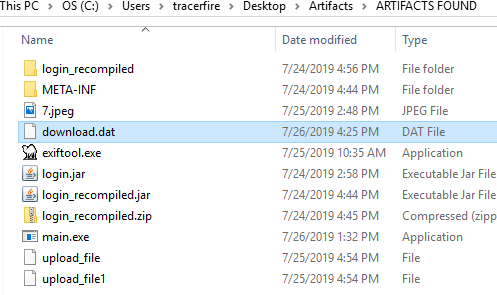 This PC > OS (C:) > Users > tracerfire > Desktop > Artifacts > ARTIFACTS FOUND
Name Date modified Type
login_recompiled 7/24/2019 4:56 PM File folder
META-INF 7/24/2019 4:44 PM File folder
7.jpeg 7/25/2019 2:48 PM JPEG File
download.dat 7/26/2019 4:25 PM DAT File
exiftool.exe 7/25/2019 10:35 AM Application
login.jar 7/24/2019 2:58 PM Executable Jar File
login_recompiled.jar 7/24/2019 4:44 PM Executable Jar File
login_recompiled.zip 7/24/2019 4:45 PM Compressed (zipp
main.exe 7/26/2019 1:32 PM Application
upload_file 7/25/2019 4:54 PM File
upload_file1 7/25/2019 4:54 PM File